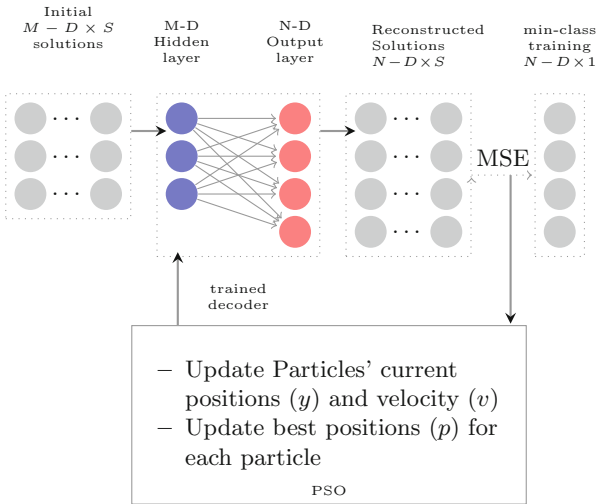 Initial
M − D × S
solutions
M-D
Hidden
layer
N-D
Output
layer
Reconstructed
Solutions
N−D×S
min-class
training
N−D×1
···
···
···
···
···
···
···
MSE
trained
decoder
– Update Particles' current
positions (y) and velocity (v)
– Update best positions (p) for
each particle
PSO